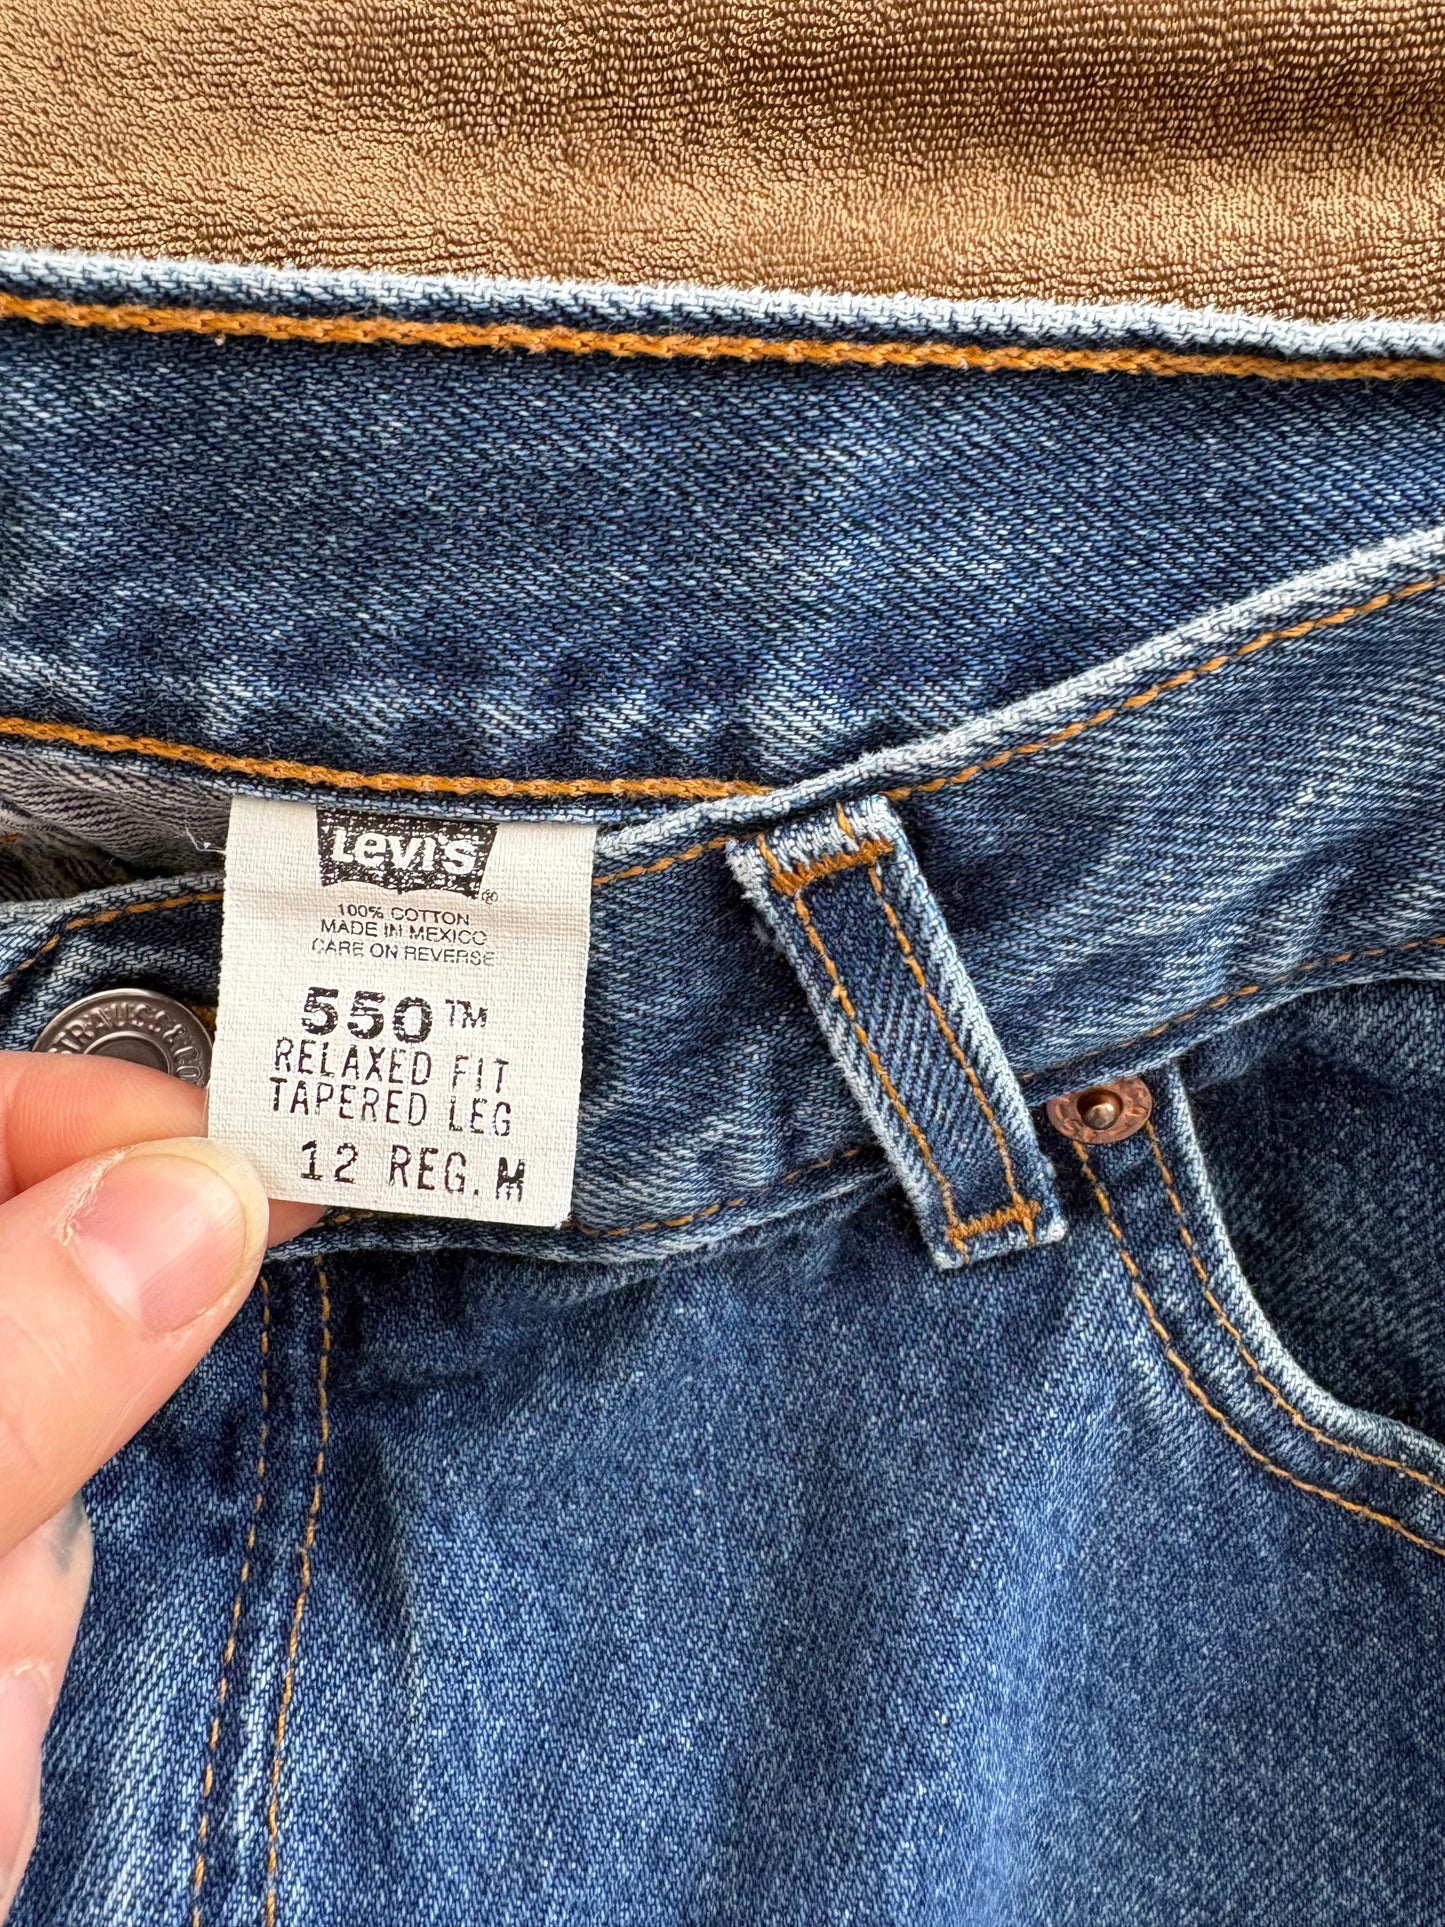 Levi's®
100% COTTON
MADE IN MEXICO
CARE ON REVERSE
550™
RELAXED FIT
TAPERED LEG
12 REG. M